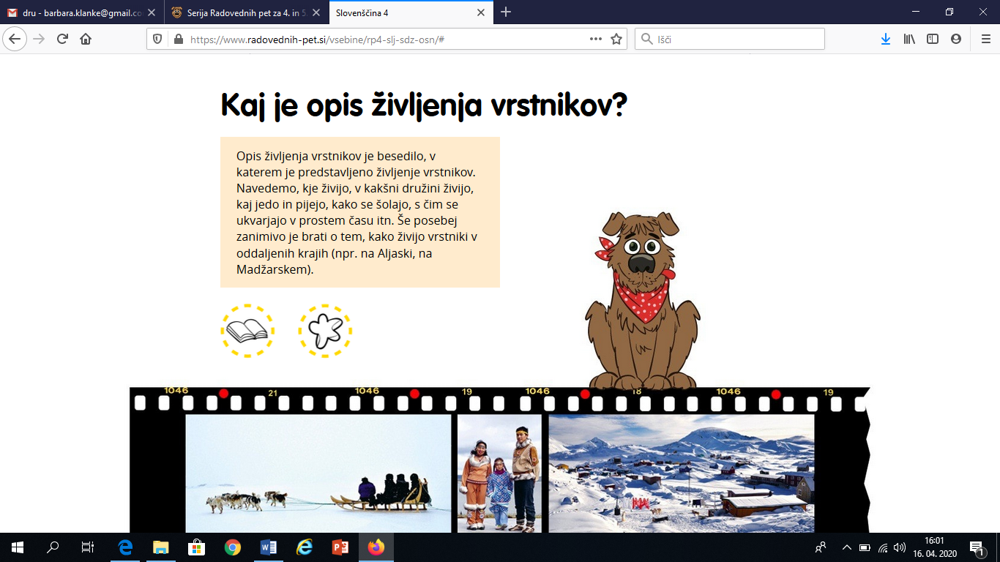 dru - barbara.klanke@gmail.co
Serija Radovednih pet za 4. in 5.
Slovenščina 4
https://www.radovednih-pet.si/vsebine/rp4-slj-sdz-osn/#
Išči
Kaj je opis življenja vrstnikov?
Opis življenja vrstnikov je besedilo, v
katerem je predstavljeno življenje vrstnikov.
Navedemo, kje živijo, v kakšni družini živijo,
kaj jedo in pijejo, kako se šolajo, s čim se
ukvarjajo v prostem času itn. Še posebej
zanimivo je brati o tem, kako živijo vrstniki v
oddaljenih krajih (npr. na Aljaski, na
Madžarskem).
1046 21 1046 19 1046 18 1046 19
16:01
16. 04. 2020
1